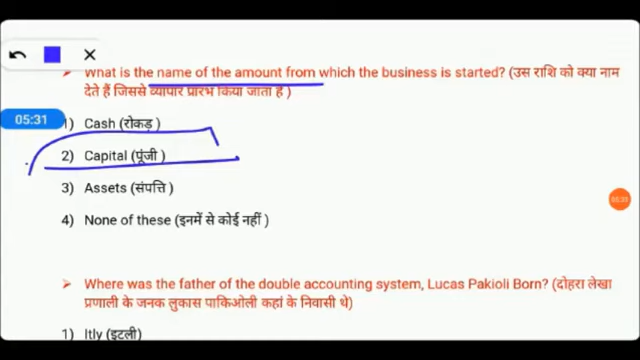 What is the name of the amount from which the business is started? (उस राशि को क्या नाम
देते हैं जिससे व्यापार प्रारंभ किया जाता है )
05:31
1) Cash (रोकड़ )
2) Capital (पूंजी )
3) Assets (संपत्ति )
4) None of these (इनमें से कोई नहीं )
Where was the father of the double accounting system, Lucas Pakioli Born? (दोहरा लेखा
प्रणाली के जनक लुकास पाकिओली कहां के निवासी थे)
1) Itly (इटली)